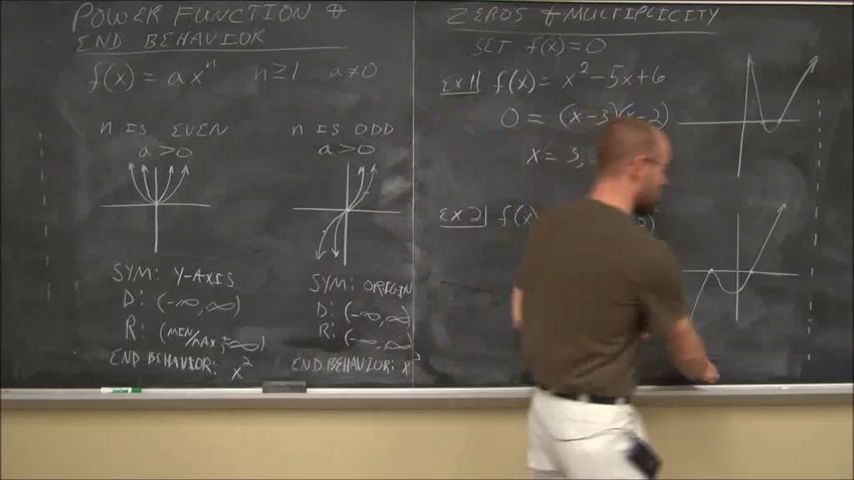 POWER FUNCTION &
END BEHAVIOR
f(x) = axⁿ n≥1 a≠0
n IS EVEN
a>0
n IS ODD
a>0
SYM: Y-AXIS
D: (-∞,∞)
R: (MIN/MAX, ±∞)
END BEHAVIOR: x²
SYM: ORIGIN
D: (-∞,∞)
R: (-∞,∞)
END BEHAVIOR: x³
ZEROS & MULTIPLICITY
SET f(x)=0
Ex 1 f(x) = x²-5x+6
0 = (x-3)(x-2)
x = 3,
Ex 2 f(x)